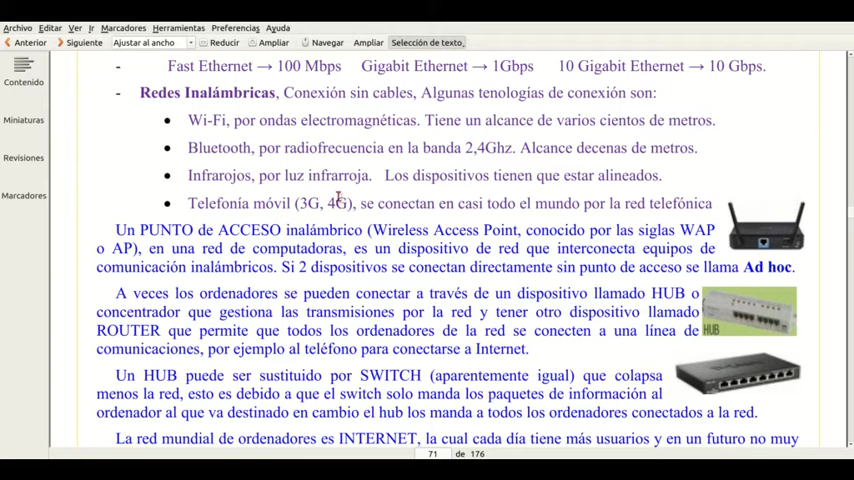 Archivo Editar Ver Ir Marcadores Herramientas Preferencias Ayuda
Anterior Siguiente Ajustar al ancho Reducir Ampliar Navegar Ampliar Selección de texto
Contenido
Miniaturas
Revisiones
Marcadores
- Fast Ethernet → 100 Mbps Gigabit Ethernet → 1Gbps 10 Gigabit Ethernet → 10 Gbps.
- Redes Inalámbricas, Conexión sin cables, Algunas tenologías de conexión son:
• Wi-Fi, por ondas electromagnéticas. Tiene un alcance de varios cientos de metros.
• Bluetooth, por radiofrecuencia en la banda 2,4Ghz. Alcance decenas de metros.
• Infrarojos, por luz infrarroja. Los dispositivos tienen que estar alineados.
• Telefonía móvil (3G, 4G), se conectan en casi todo el mundo por la red telefónica
Un PUNTO de ACCESO inalámbrico (Wireless Access Point, conocido por las siglas WAP
o AP), en una red de computadoras, es un dispositivo de red que interconecta equipos de
comunicación inalámbricos. Si 2 dispositivos se conectan directamente sin punto de acceso se llama Ad hoc.
A veces los ordenadores se pueden conectar a través de un dispositivo llamado HUB o
concentrador que gestiona las transmisiones por la red y tener otro dispositivo llamado
ROUTER que permite que todos los ordenadores de la red se conecten a una línea de
comunicaciones, por ejemplo al teléfono para conectarse a Internet.
HUB
Un HUB puede ser sustituido por SWITCH (aparentemente igual) que colapsa
menos la red, esto es debido a que el switch solo manda los paquetes de información al
ordenador al que va destinado en cambio el hub los manda a todos los ordenadores conectados a la red.
La red mundial de ordenadores es INTERNET, la cual cada día tiene más usuarios y en un futuro no muy
71 de 176